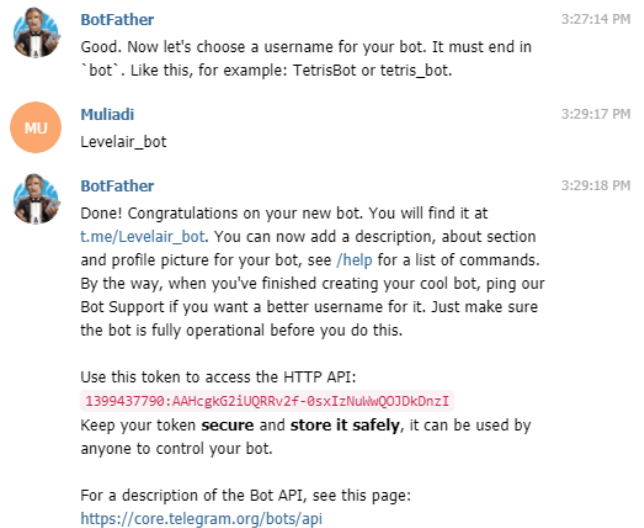 BotFather 3:27:14 PM
Good. Now let's choose a username for your bot. It must end in
`bot`. Like this, for example: TetrisBot or tetris_bot.
MU
Muliadi 3:29:17 PM
Levelair_bot
BotFather 3:29:18 PM
Done! Congratulations on your new bot. You will find it at
t.me/Levelair_bot. You can now add a description, about section
and profile picture for your bot, see /help for a list of commands.
By the way, when you've finished creating your cool bot, ping our
Bot Support if you want a better username for it. Just make sure
the bot is fully operational before you do this.
Use this token to access the HTTP API:
1399437790:AAHcgkG2iUQRRv2f-0sxIzNuWwQOJDkDnzI
Keep your token secure and store it safely, it can be used by
anyone to control your bot.
For a description of the Bot API, see this page:
https://core.telegram.org/bots/api